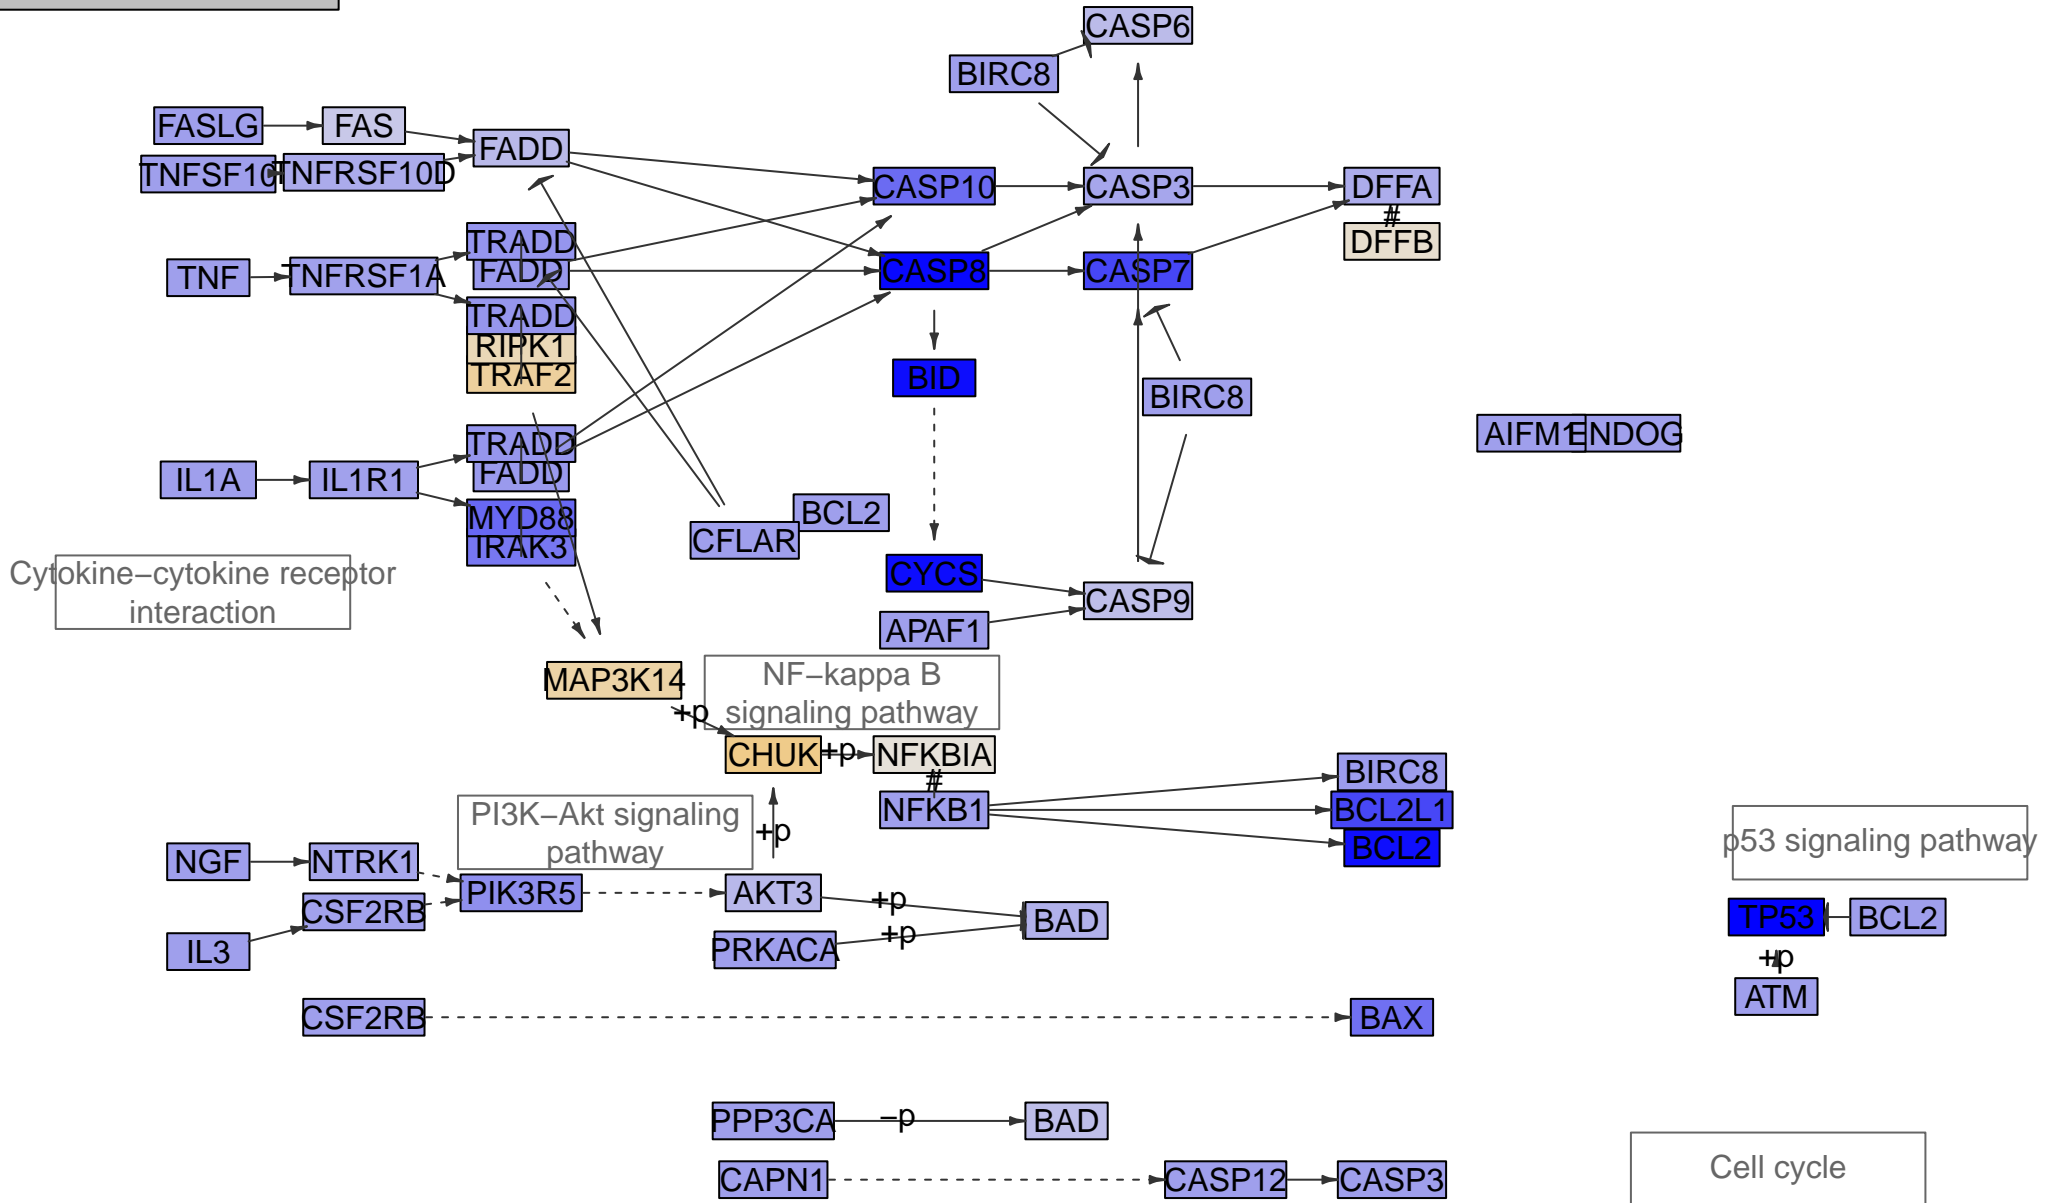 CASP6
BIRC8
FASLG
FAS
FADD
TNFSF10
TNFRSF10D
CASP10
CASP3
DFFA
#
DFFB
TRADD
FADD
TNF
TNFRSF1A
CASP8
CASP7
TRADD
RIPK1
TRAF2
BID
BIRC8
TRADD
FADD
AIFM1
ENDOG
IL1A
IL1R1
MYD88
IRAK3
BCL2
CFLAR
Cytokine−cytokine receptor
interaction
CYCS
CASP9
APAF1
MAP3K14
NF−kappa B
signaling pathway
+p
CHUK
+p
NFKBIA
#
NFKB1
BIRC8
BCL2L1
BCL2
PI3K−Akt signaling
pathway
+p
p53 signaling pathway
NGF
NTRK1
CSF2RB
PIK3R5
AKT3
+p
BAD
TP53
BCL2
IL3
PRKACA
+p
+p
ATM
CSF2RB
BAX
PPP3CA
−p
BAD
CAPN1
CASP12
CASP3
Cell cycle